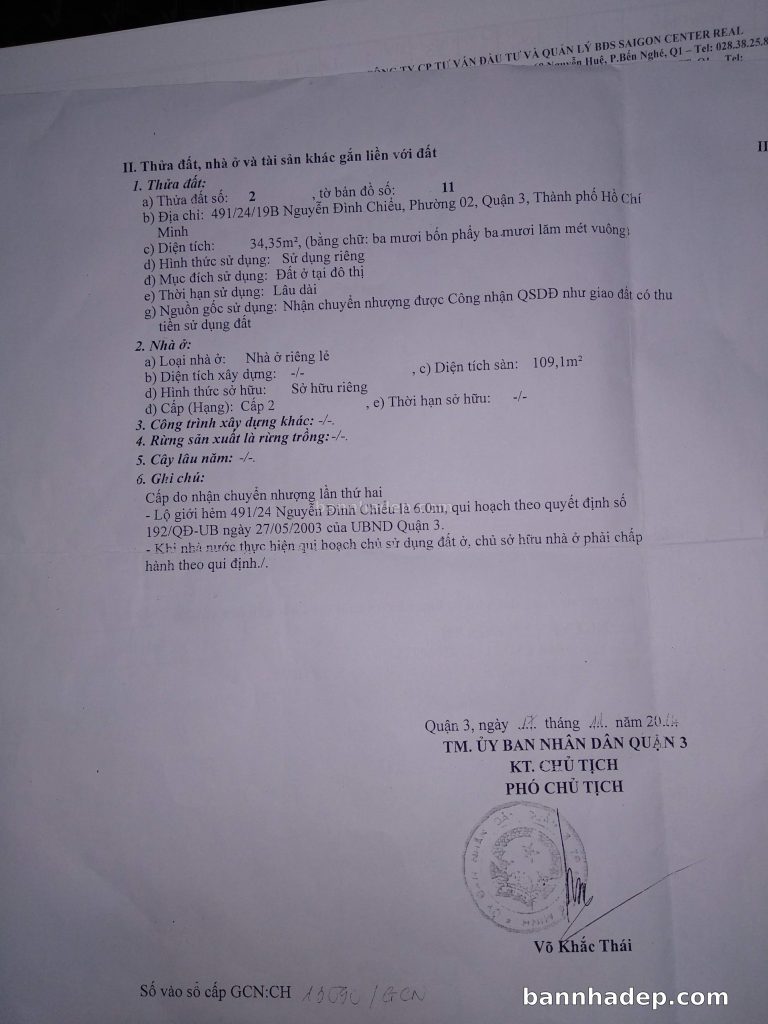 CÔNG TY CP TƯ VẤN ĐẦU TƯ VÀ QUẢN LÝ BĐS SAIGON CENTER REAL
Nguyễn Huệ, P.Bến Nghé, Q1 – Tel: 028.38.25.8
Tel:
II
II. Thửa đất, nhà ở và tài sản khác gắn liền với đất
1. Thửa đất:
a) Thửa đất số: 2 , tờ bản đồ số: 11
b) Địa chỉ: 491/24/19B Nguyễn Đình Chiểu, Phường 02, Quận 3, Thành phố Hồ Chí
Minh
c) Diện tích: 34,35m², (bằng chữ: ba mươi bốn phẩy ba mươi lăm mét vuông)
d) Hình thức sử dụng: Sử dụng riêng
đ) Mục đích sử dụng: Đất ở tại đô thị
e) Thời hạn sử dụng: Lâu dài
g) Nguồn gốc sử dụng: Nhận chuyển nhượng được Công nhận QSDĐ như giao đất có thu
tiền sử dụng đất
2. Nhà ở:
a) Loại nhà ở: Nhà ở riêng lẻ
b) Diện tích xây dựng: -/- , c) Diện tích sàn: 109,1m²
d) Hình thức sở hữu: Sở hữu riêng
đ) Cấp (Hạng): Cấp 2 , e) Thời hạn sở hữu: -/-
3. Công trình xây dựng khác: -/-.
4. Rừng sản xuất là rừng trồng: -/-.
5. Cây lâu năm: -/-.
6. Ghi chú:
Cấp do nhận chuyển nhượng lần thứ hai
- Lộ giới hẻm 491/24 Nguyễn Đình Chiểu là 6.0m, qui hoạch theo quyết định số
192/QĐ-UB ngày 27/05/2003 của UBND Quận 3.
- Khi nhà nước thực hiện qui hoạch chủ sử dụng đất ở, chủ sở hữu nhà ở phải chấp
hành theo qui định./.
Quận 3, ngày tháng 11 năm 20
TM. ỦY BAN NHÂN DÂN QUẬN 3
KT. CHỦ TỊCH
PHÓ CHỦ TỊCH
Võ Khắc Thái
Số vào sổ cấp GCN:CH /GCN
bannhadep.com